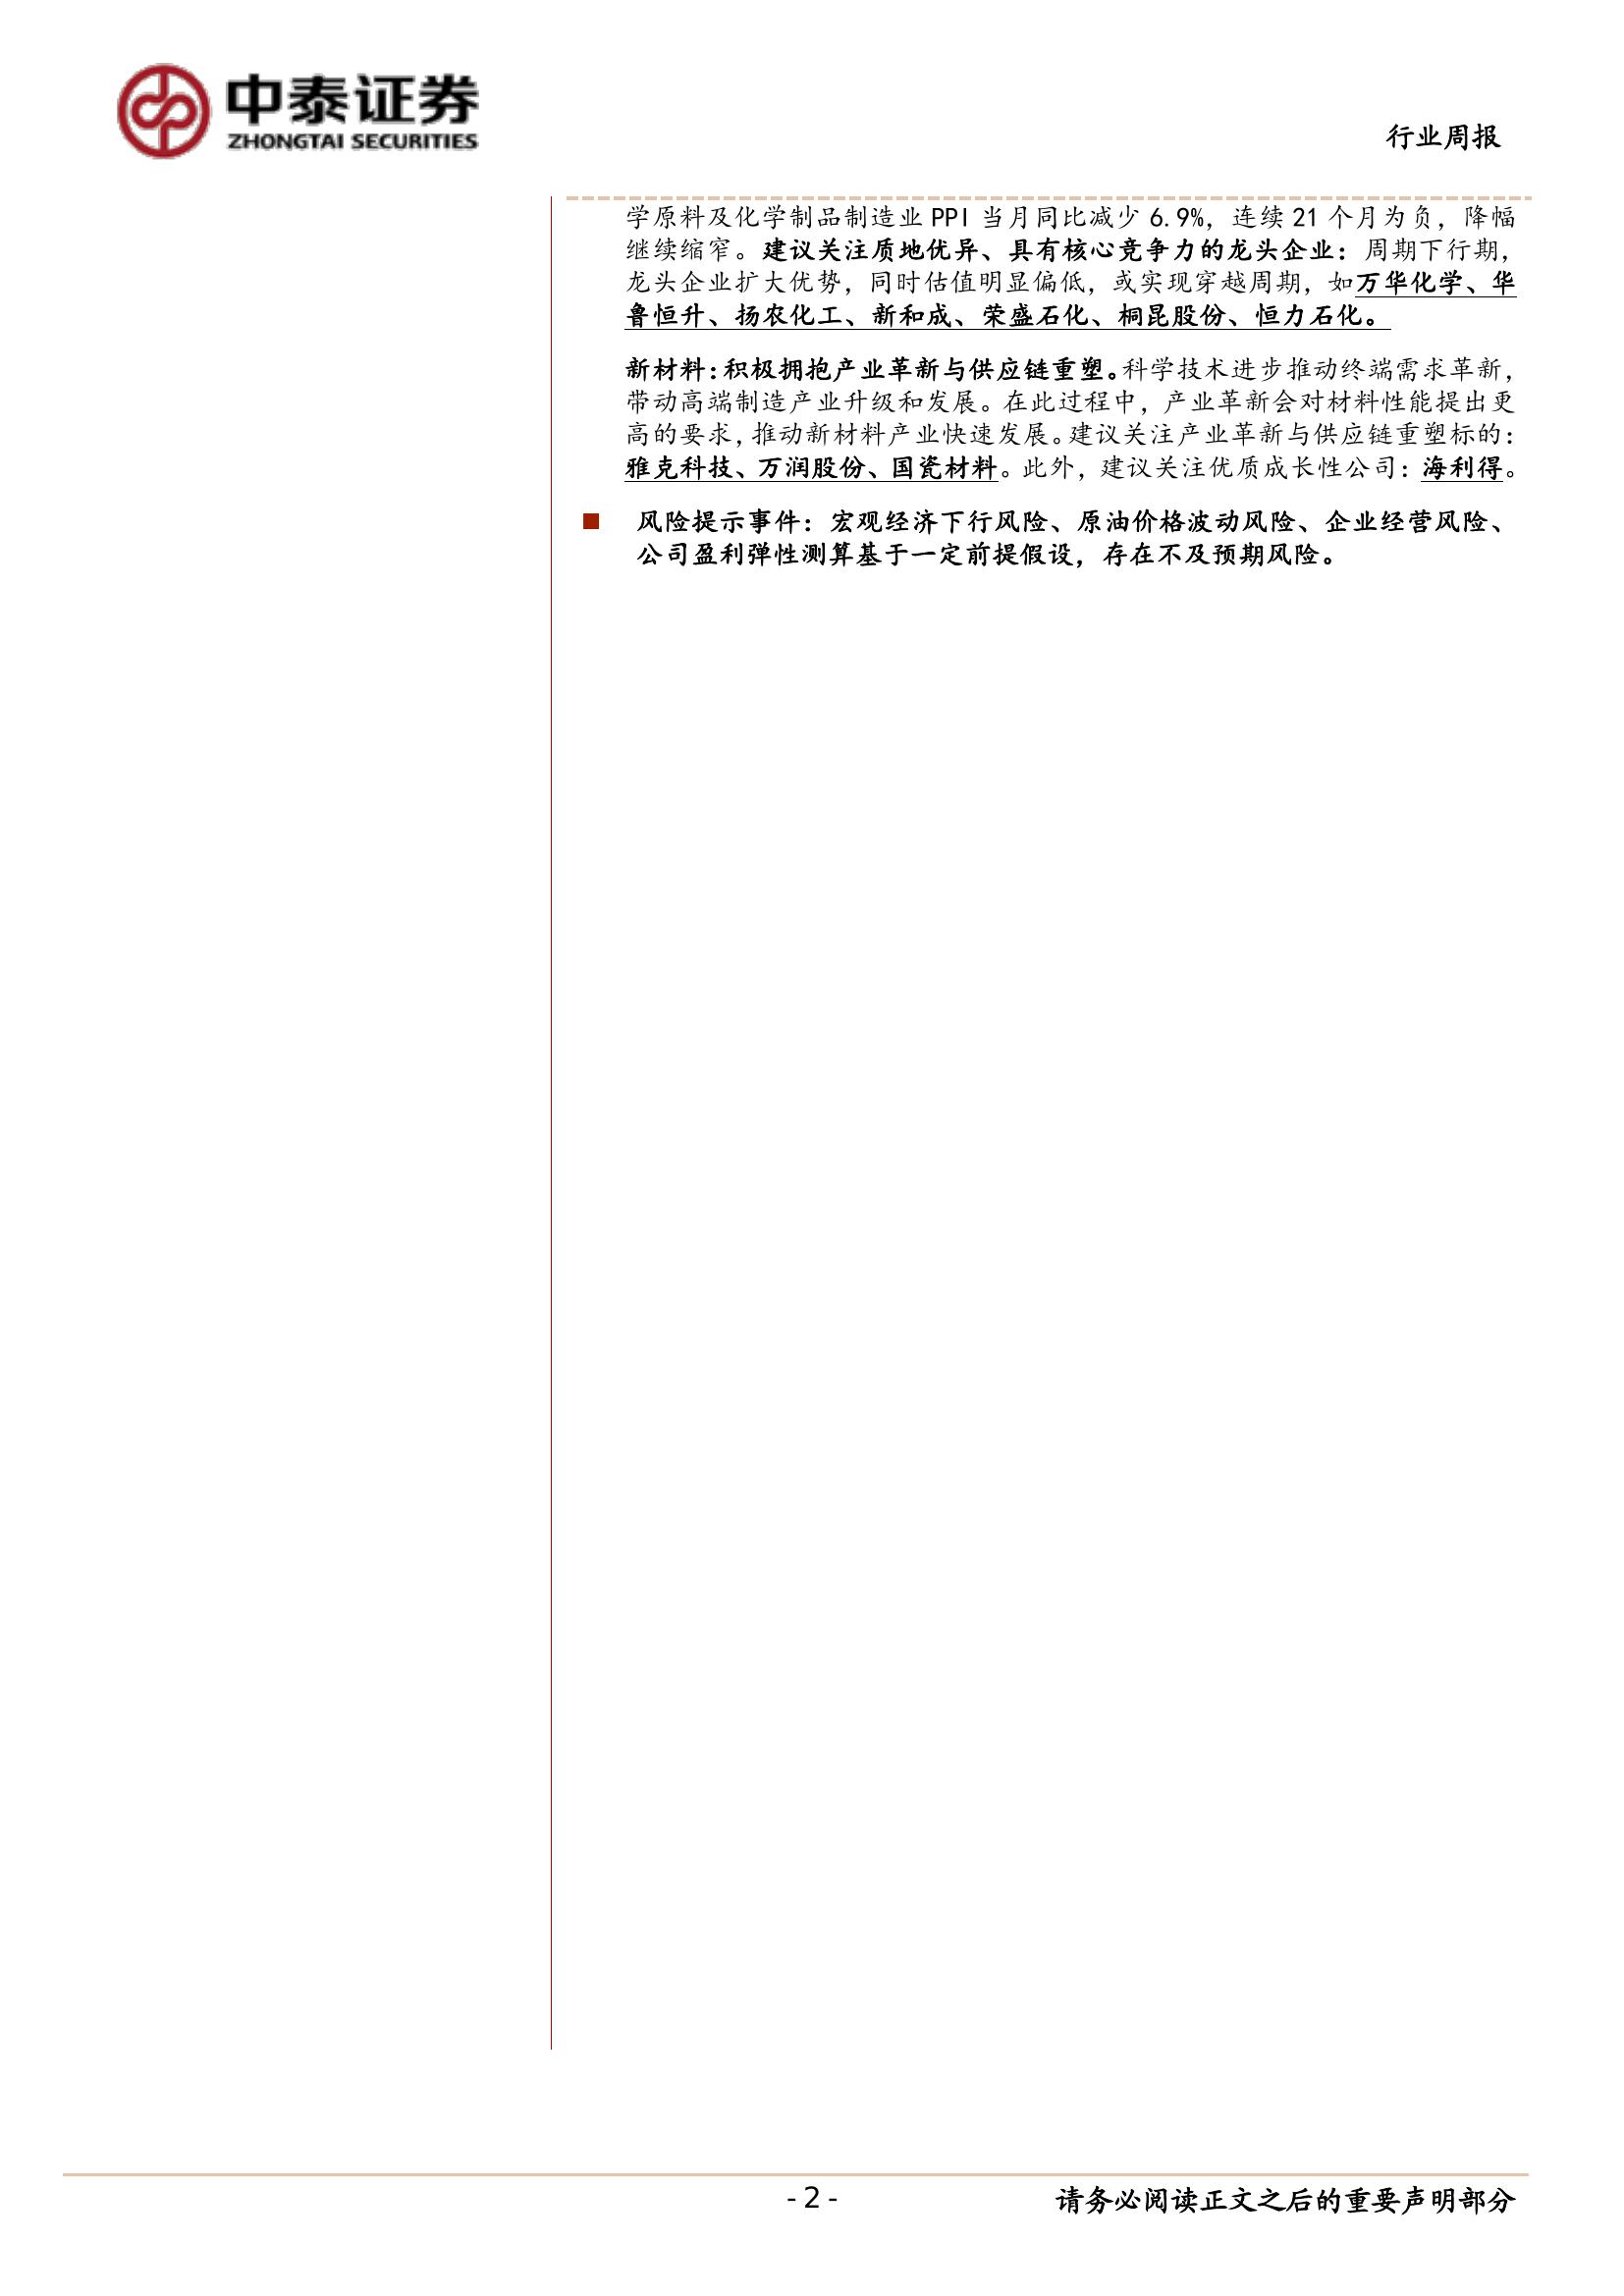 中泰证券
ZHONGTAI SECURITIES
行业周报
学原料及化学制品制造业 PPI 当月同比减少 6.9%，连续 21 个月为负，降幅
继续缩窄。建议关注质地优异、具有核心竞争力的龙头企业：周期下行期，
龙头企业扩大优势，同时估值明显偏低，或实现穿越周期，如万华化学、华
鲁恒升、扬农化工、新和成、荣盛石化、桐昆股份、恒力石化。
新材料：积极拥抱产业革新与供应链重塑。科学技术进步推动终端需求革新，
带动高端制造产业升级和发展。在此过程中，产业革新会对材料性能提出更
高的要求，推动新材料产业快速发展。建议关注产业革新与供应链重塑标的：
雅克科技、万润股份、国瓷材料。此外，建议关注优质成长性公司：海利得。
■ 风险提示事件：宏观经济下行风险、原油价格波动风险、企业经营风险、
公司盈利弹性测算基于一定前提假设，存在不及预期风险。
- 2 -
请务必阅读正文之后的重要声明部分